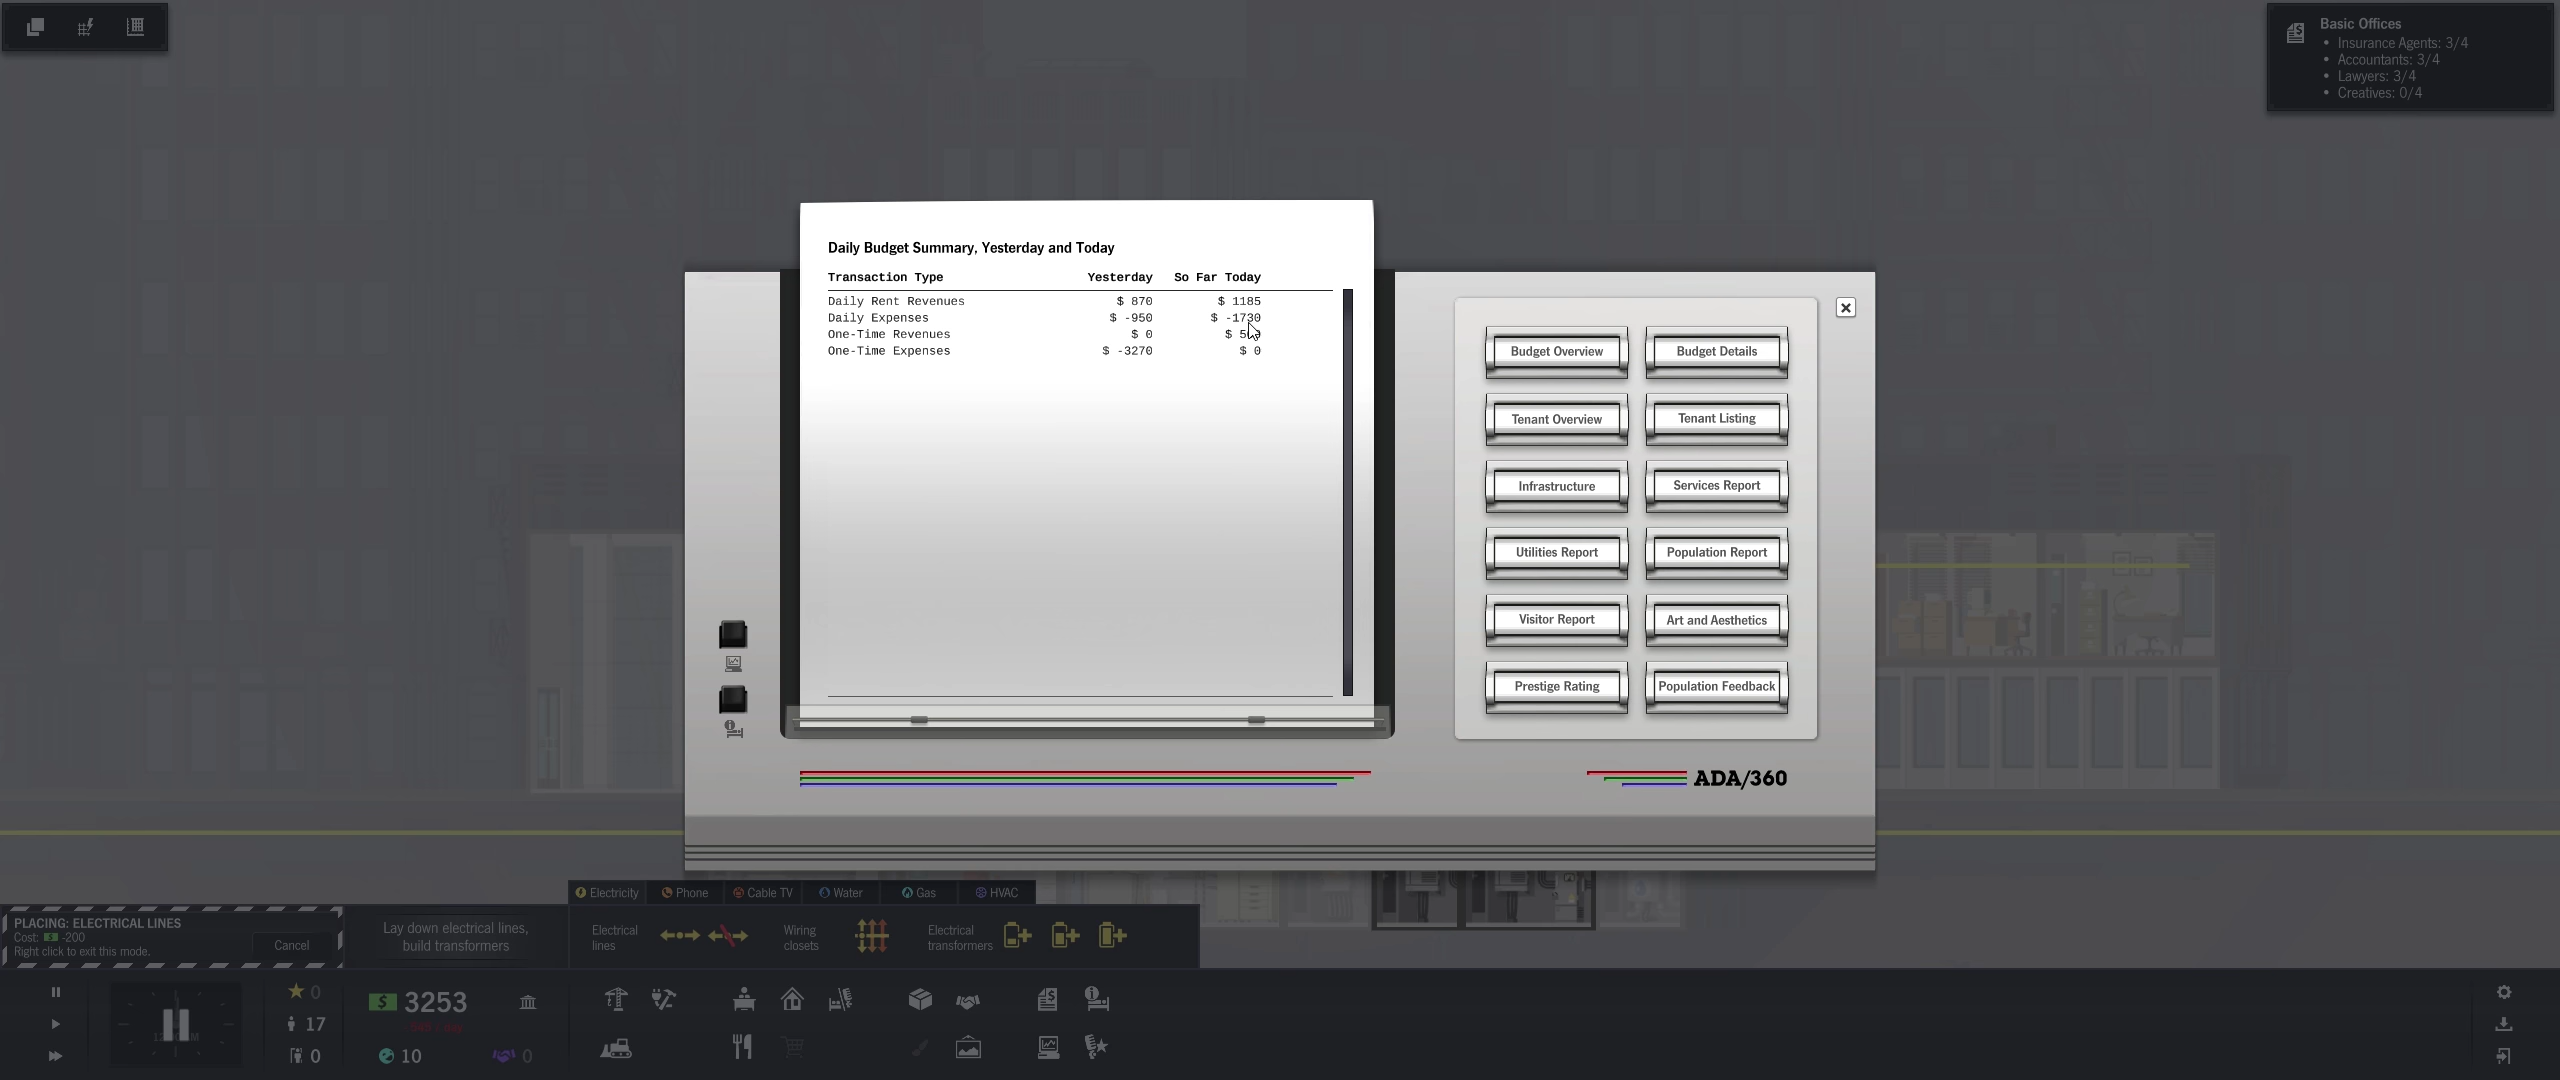 Basic Offices
• Insurance Agents: 3/4
• Accountants: 3/4
• Lawyers: 3/4
• Creatives: 0/4
Daily Budget Summary, Yesterday and Today
Transaction Type Yesterday So Far Today
Daily Rent Revenues $ 870 $ 1185
Daily Expenses $ -950 $ -1730
One-Time Revenues $ 0
One-Time Expenses $ -3270 $ 0
Budget Overview
Budget Details
Tenant Overview
Tenant Listing
Infrastructure
Services Report
Utilities Report
Population Report
Visitor Report
Art and Aesthetics
Prestige Rating
Population Feedback
ADA/360
Electricity
Phone
Cable TV
Water
Gas
HVAC
PLACING: ELECTRICAL LINES
Cost: $ -200
Right click to exit this mode.
Cancel
Lay down electrical lines,
build transformers
Electrical
lines
Wiring
closets
Electrical
transformers
0
17
0
$ 3253
10
0